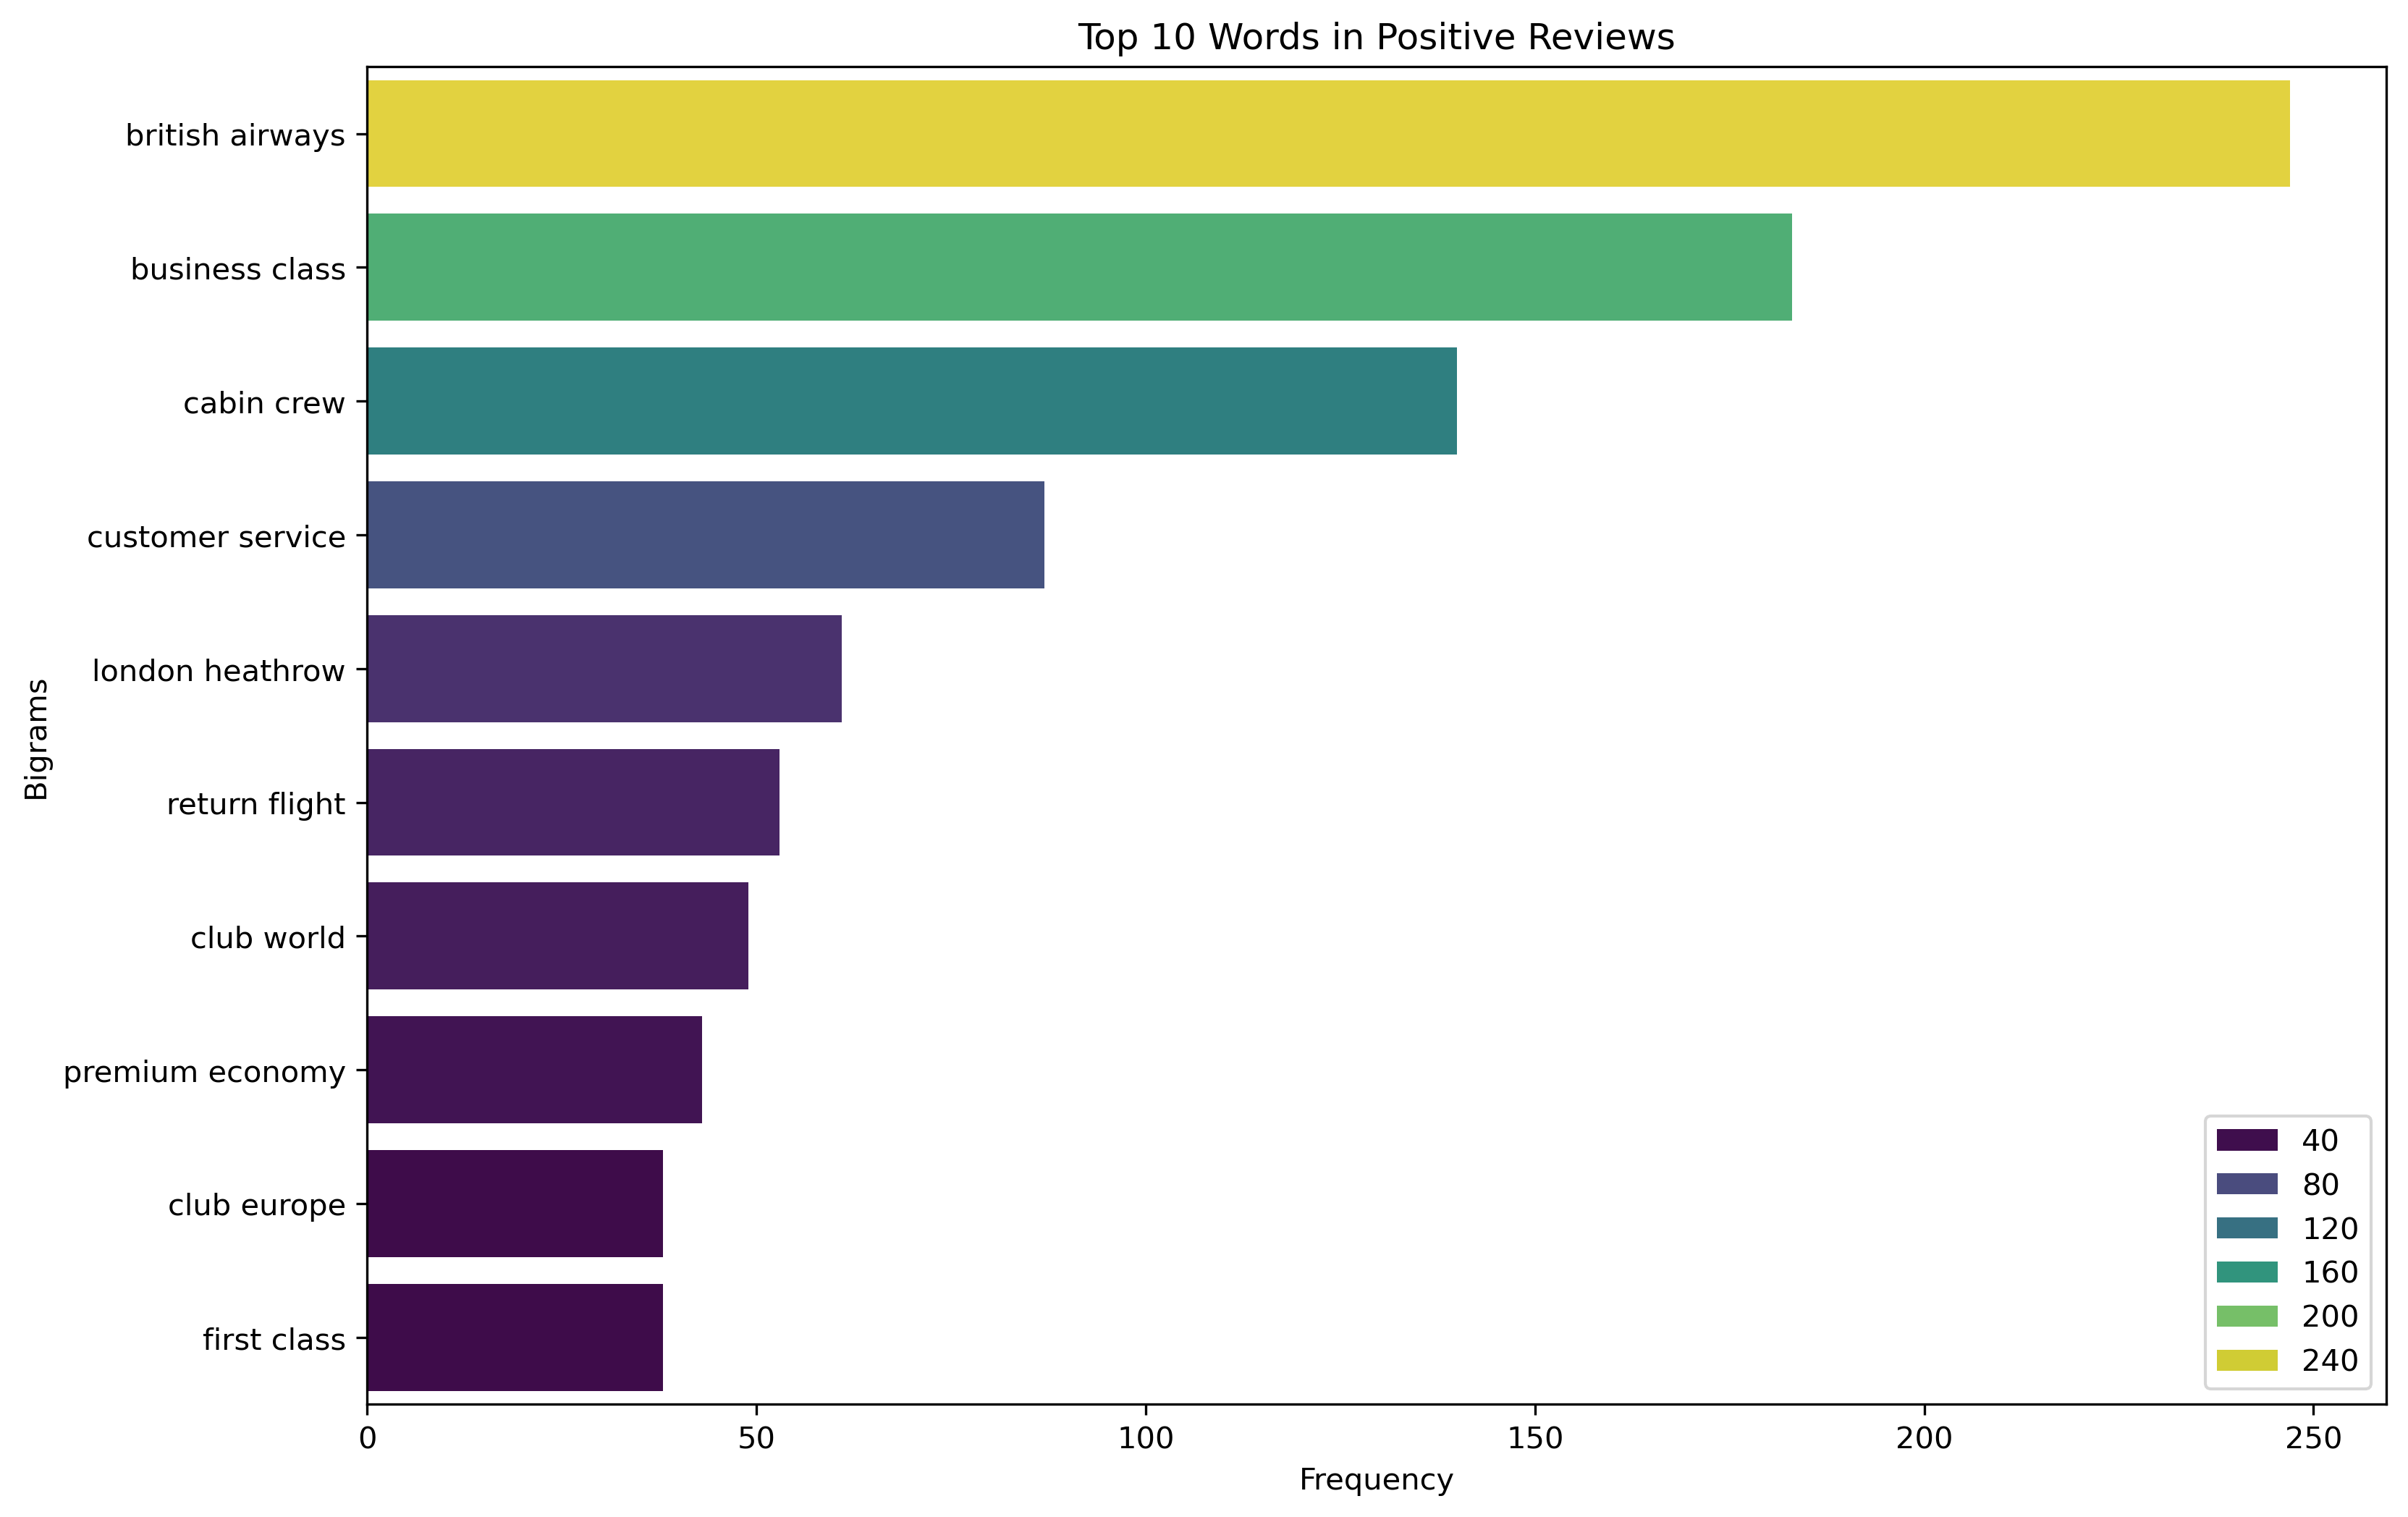 Top 10 Words in Positive Reviews
british airways
business class
cabin crew
customer service
london heathrow
return flight
club world
premium economy
club europe
first class
Bigrams
40
80
120
160
200
240
0 50 100 150 200 250
Frequency